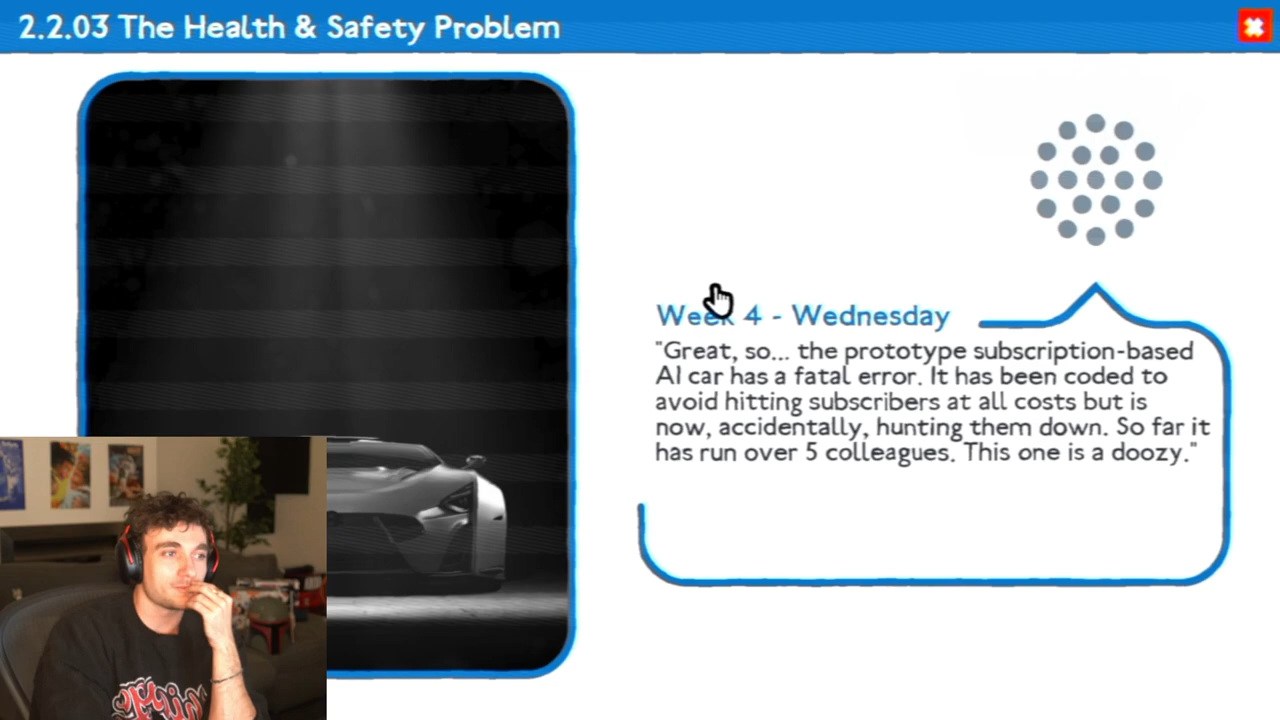 2.2.03 The Health & Safety Problem
Week 4 - Wednesday
"Great, so... the prototype subscription-based
AI car has a fatal error. It has been coded to
avoid hitting subscribers at all costs but is
now, accidentally, hunting them down. So far it
has run over 5 colleagues. This one is a doozy."